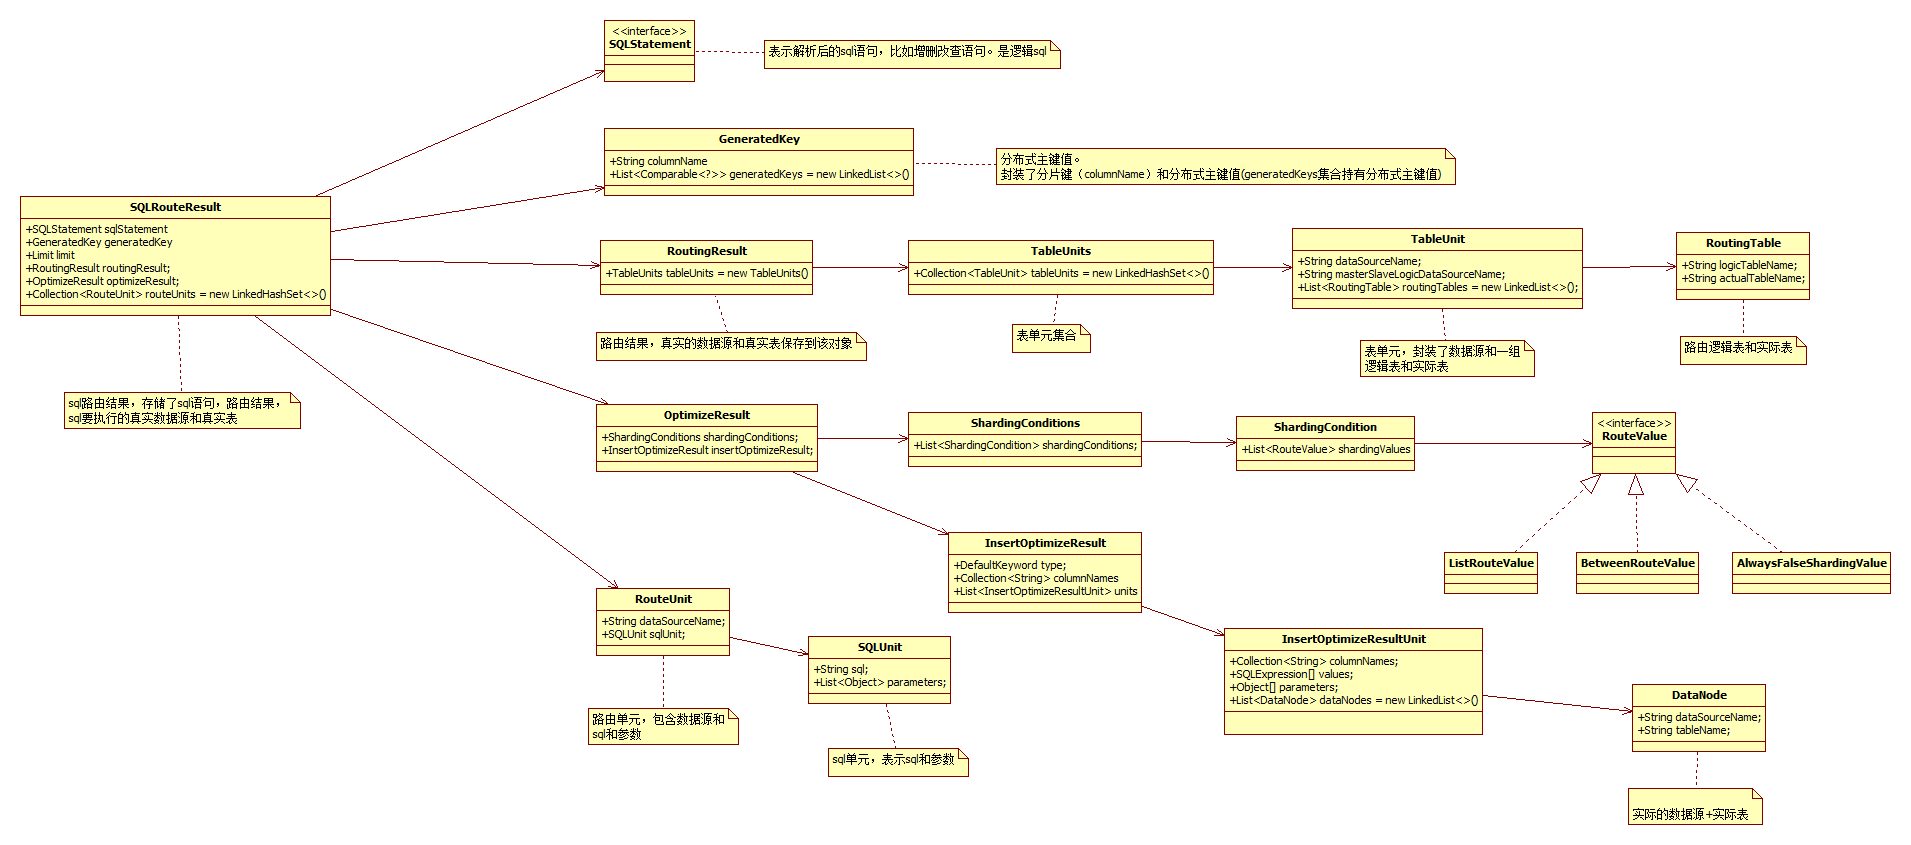 <<interface>>
SQLStatement
表示解析后的sql语句，比如增删改查语句。是逻辑sql
GeneratedKey
+String columnName
+List<Comparable<?>> generatedKeys = new LinkedList<>()
分布式主键值。
封装了分片键（columnName）和分布式主键值(generatedKeys集合持有分布式主键值)
SQLRouteResult
+SQLStatement sqlStatement
+GeneratedKey generatedKey
+Limit limit
+RoutingResult routingResult;
+OptimizeResult optimizeResult;
+Collection<RouteUnit> routeUnits = new LinkedHashSet<>()
sql路由结果，存储了sql语句，路由结果，
sql要执行的真实数据源和真实表
RoutingResult
+TableUnits tableUnits = new TableUnits()
路由结果，真实的数据源和真实表保存到该对象
TableUnits
+Collection<TableUnit> tableUnits = new LinkedHashSet<>()
表单元集合
TableUnit
+String dataSourceName;
+String masterSlaveLogicDataSourceName;
+List<RoutingTable> routingTables = new LinkedList<>();
表单元，封装了数据源和一组
逻辑表和实际表
RoutingTable
+String logicTableName;
+String actualTableName;
路由逻辑表和实际表
OptimizeResult
+ShardingConditions shardingConditions;
+InsertOptimizeResult insertOptimizeResult;
ShardingConditions
+List<ShardingCondition> shardingConditions;
ShardingCondition
+List<RouteValue> shardingValues
<<interface>>
RouteValue
ListRouteValue
BetweenRouteValue
AlwaysFalseShardingValue
InsertOptimizeResult
+DefaultKeyword type;
+Collection<String> columnNames
+List<InsertOptimizeResultUnit> units
RouteUnit
+String dataSourceName;
+SQLUnit sqlUnit;
路由单元，包含数据源和
sql和参数
SQLUnit
+String sql;
+List<Object> parameters;
sql单元，表示sql和参数
InsertOptimizeResultUnit
+Collection<String> columnNames;
+SQLExpression[] values;
+Object[] parameters;
+List<DataNode> dataNodes = new LinkedList<>()
DataNode
+String dataSourceName;
+String tableName;
实际的数据源+实际表